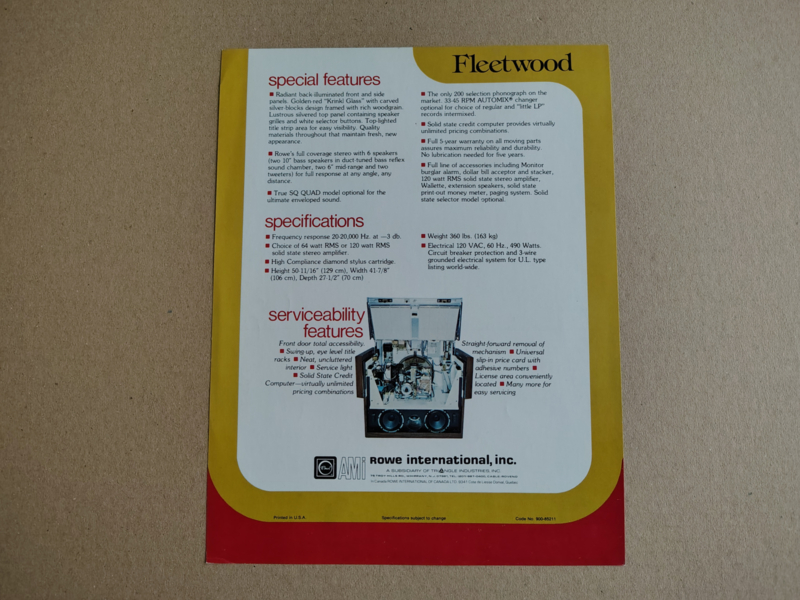 Fleetwood
special features
■ Radiant back-illuminated front and side
panels. Golden red "Krinkl Glass" with carved
silver blocks design framed with rich woodgrain.
Lustrous silvered top panel containing speaker
grilles and white selector buttons. Top-lighted
title strip area for easy visibility. Quality
materials throughout that maintain fresh, new
appearance.
■ Rowe's full coverage stereo with 6 speakers
(two 10" bass speakers in duct-tuned bass reflex
sound chamber, two 6" mid-range and two
tweeters) for full response at any angle, any
distance.
■ True SQ QUAD model optional for the
ultimate enveloped sound.
■ The only 200 selection phonograph on the
market. 33-45 RPM AUTOMIX® changer
optional for choice of regular and "little LP"
records intermixed.
■ Solid state credit computer provides virtually
unlimited pricing combinations.
■ Full 5-year warranty on all moving parts
assures maximum reliability and durability.
No lubrication needed for five years.
■ Full line of accessories including Monitor
burglar alarm, dollar bill acceptor and stacker,
120 watt RMS solid state stereo amplifier,
Wallette, extension speakers, solid state
print-out money meter, paging system. Solid
state selector model optional.
specifications
■ Frequency response 20-20,000 Hz. at —3 db.
■ Choice of 64 watt RMS or 120 watt RMS
solid state stereo amplifier.
■ High Compliance diamond stylus cartridge.
■ Height 50-11/16" (129 cm), Width 41-7/8"
(106 cm), Depth 27-1/2" (70 cm)
■ Weight 360 lbs. (163 kg)
■ Electrical 120 VAC, 60 Hz., 490 Watts.
Circuit breaker protection and 3-wire
grounded electrical system for U.L. type
listing world-wide.
serviceability
features
Front door total accessibility.
■ Swing-up, eye level title
racks ■ Neat, uncluttered
interior ■ Service light
■ Solid State Credit
Computer—virtually unlimited
pricing combinations.
Straight-forward removal of
mechanism ■ Universal
slip-in price card with
adhesive numbers ■
License area conveniently
located ■ Many more for
easy servicing
AMi
Rowe international, inc.
A SUBSIDIARY OF TRIANGLE INDUSTRIES, INC.
Printed in U.S.A.
Specifications subject to change